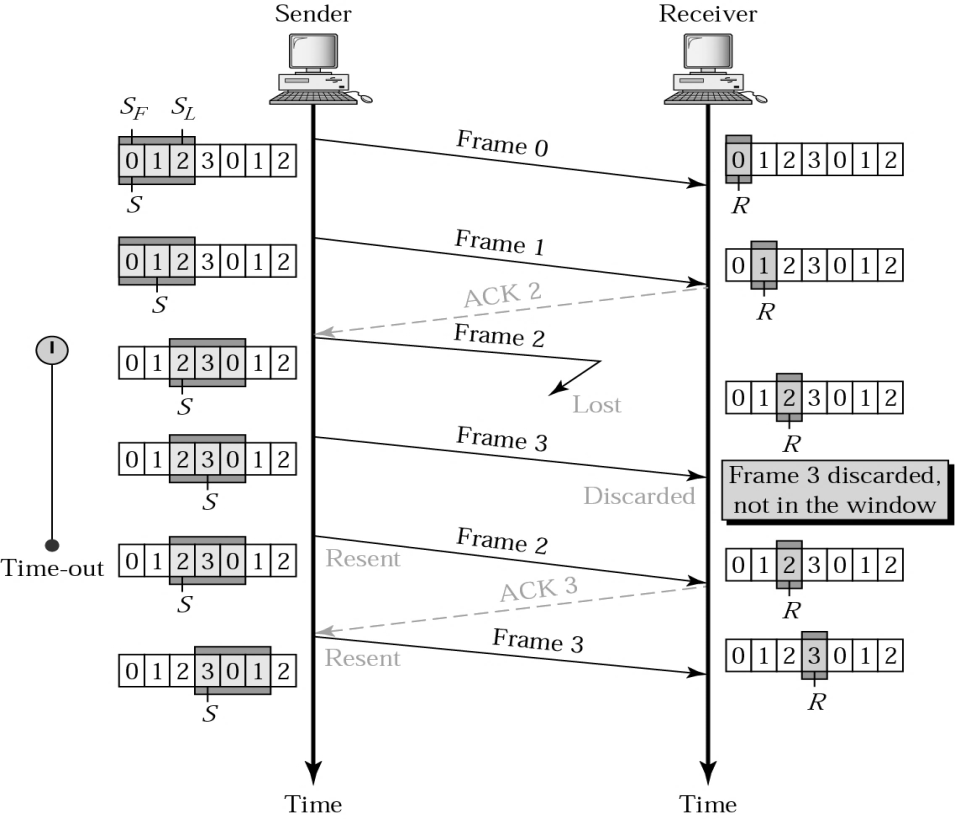 Sender Receiver
S_F S_L
Frame 0
0 1 2 3 0 1 2
0 1 2 3 0 1 2
S
R
Frame 1
0 1 2 3 0 1 2
0 1 2 3 0 1 2
S
R
ACK 2
Frame 2
0 1 2 3 0 1 2
S
Lost
0 1 2 3 0 1 2
R
Frame 3
0 1 2 3 0 1 2
S
Discarded
Frame 3 discarded,
not in the window
Time-out
Frame 2
Resent
0 1 2 3 0 1 2
0 1 2 3 0 1 2
S
R
ACK 3
Frame 3
Resent
0 1 2 3 0 1 2
0 1 2 3 0 1 2
S
R
Time Time